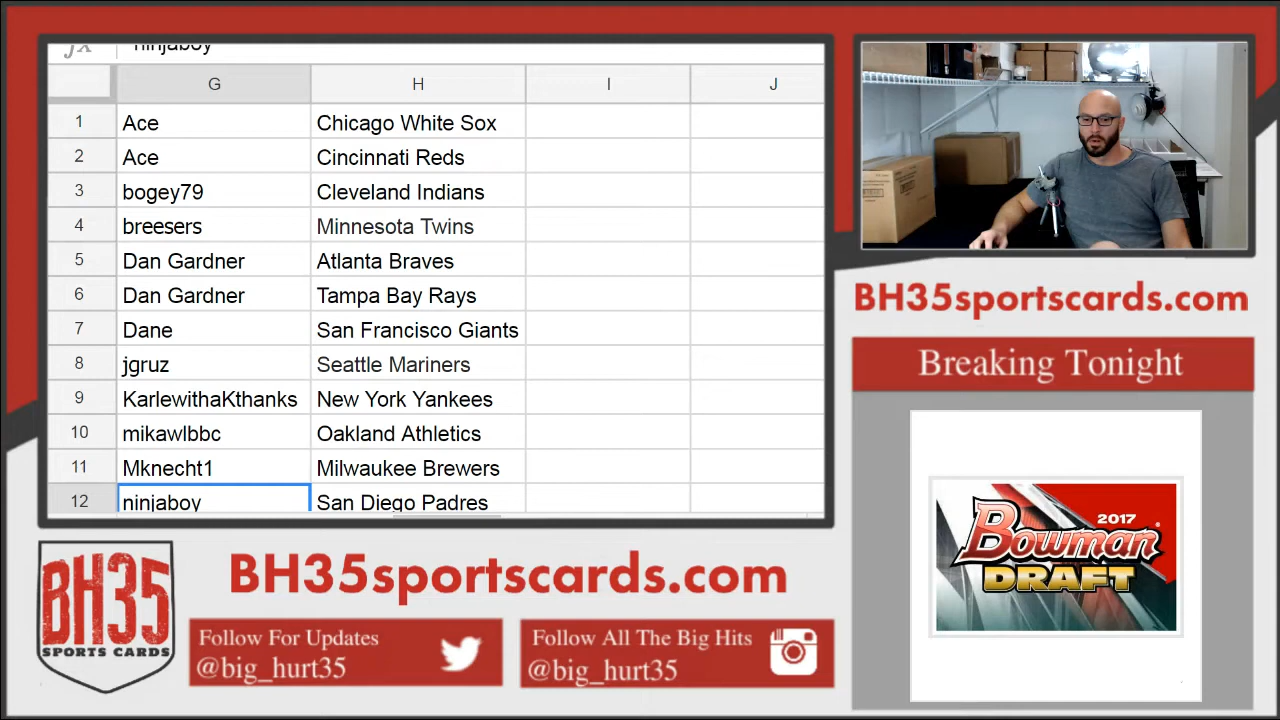 fx ninjaboy
G H I J
1 Ace Chicago White Sox
2 Ace Cincinnati Reds
3 bogey79 Cleveland Indians
4 breesers Minnesota Twins
5 Dan Gardner Atlanta Braves
6 Dan Gardner Tampa Bay Rays
7 Dane San Francisco Giants
8 jgruz Seattle Mariners
9 KarlewithaKthanks New York Yankees
10 mikawlbbc Oakland Athletics
11 Mknecht1 Milwaukee Brewers
12 ninjaboy San Diego Padres
BH35sportscards.com
Breaking Tonight
2017
Bowman
DRAFT
BH35
SPORTS CARDS
BH35sportscards.com
Follow For Updates
@big_hurt35
Follow All The Big Hits
@big_hurt35